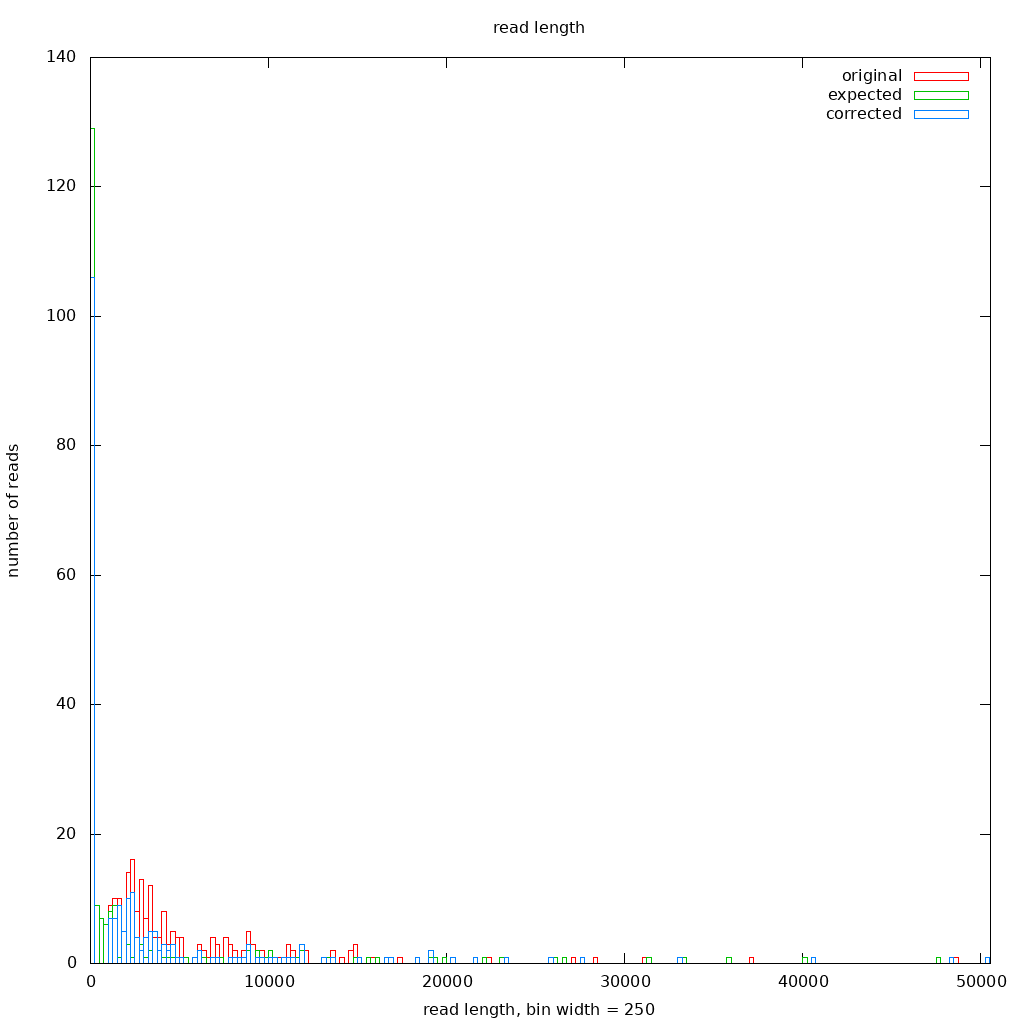 read length
140
120
100
80
60
40
20
0
number of reads
original
expected
corrected
0
10000
20000
30000
40000
50000
read length, bin width = 250